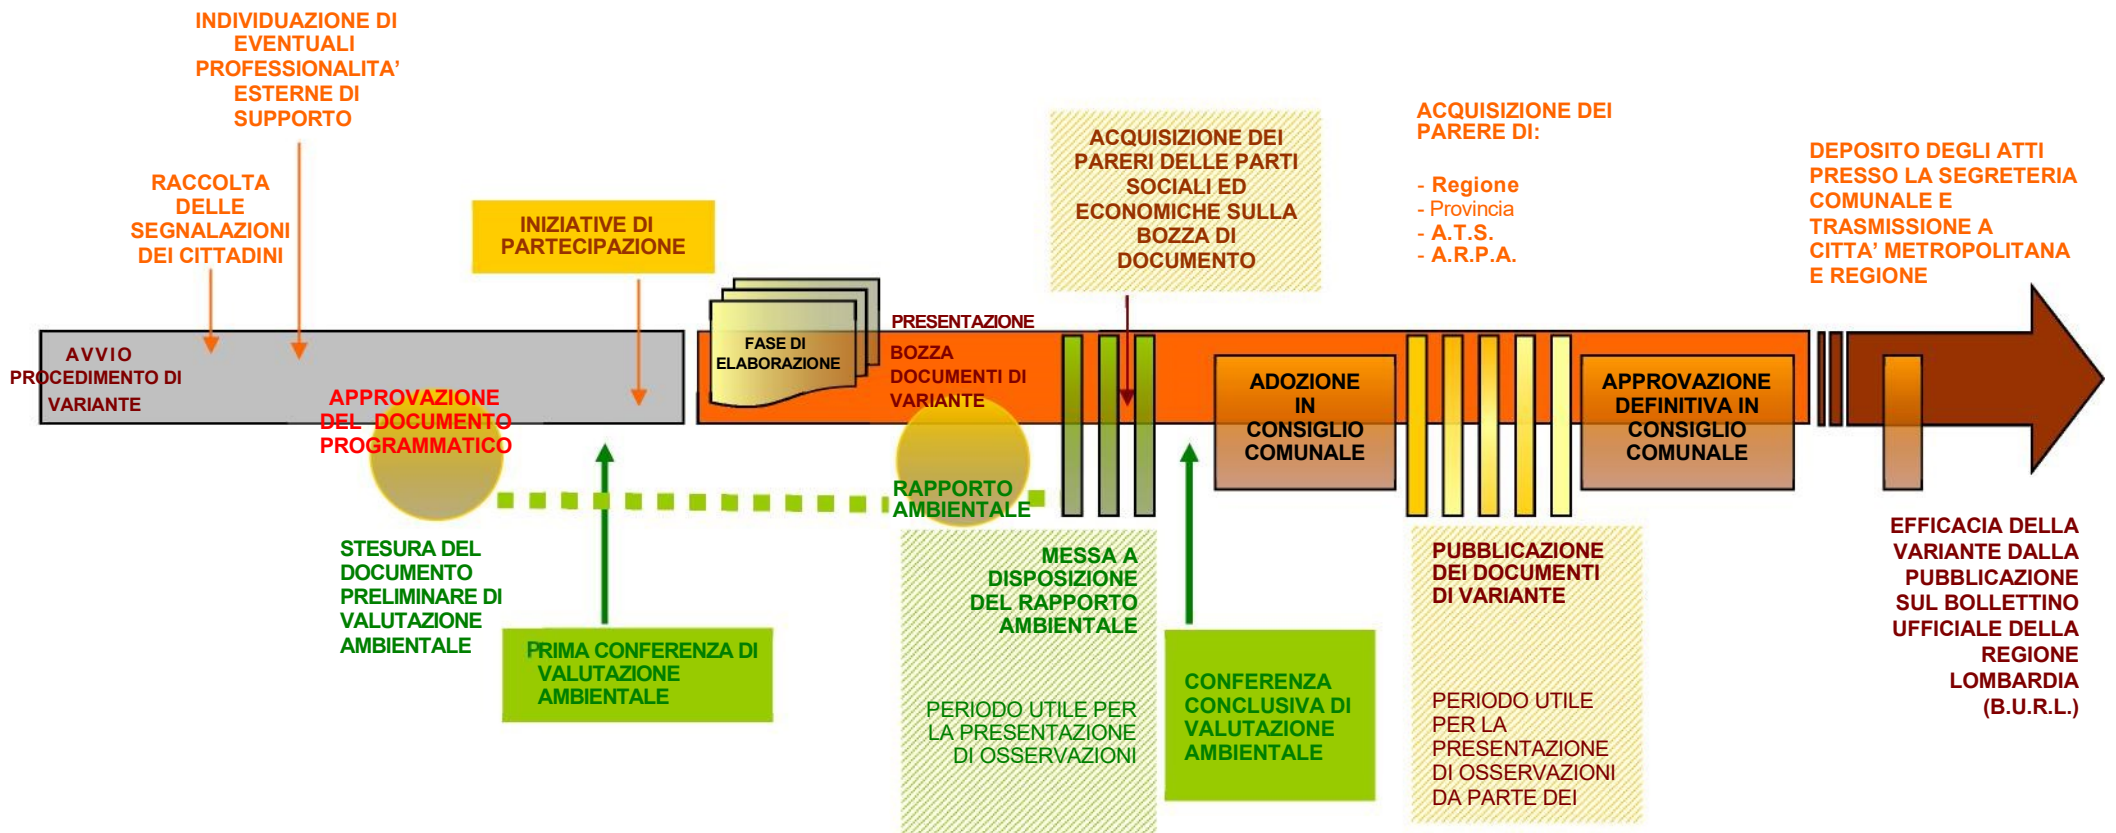 INDIVIDUAZIONE DI
EVENTUALI
PROFESSIONALITA’
ESTERNE DI
SUPPORTO
RACCOLTA
DELLE
SEGNALAZIONI
DEI CITTADINI
INIZIATIVE DI
PARTECIPAZIONE
ACQUISIZIONE DEI
PARERI DELLE PARTI
SOCIALI ED
ECONOMICHE SULLA
BOZZA DI
DOCUMENTO
ACQUISIZIONE DEI
PARERE DI:
- Regione
- Provincia
- A.T.S.
- A.R.P.A.
DEPOSITO DEGLI ATTI
PRESSO LA SEGRETERIA
COMUNALE E
TRASMISSIONE A
CITTA’ METROPOLITANA
E REGIONE
AVVIO
PROCEDIMENTO DI
VARIANTE
APPROVAZIONE
DEL DOCUMENTO
PROGRAMMATICO
FASE DI
ELABORAZIONE
PRESENTAZIONE
BOZZA
DOCUMENTI DI
VARIANTE
ADOZIONE
IN
CONSIGLIO
COMUNALE
APPROVAZIONE
DEFINITIVA IN
CONSIGLIO
COMUNALE
RAPPORTO
AMBIENTALE
STESURA DEL
DOCUMENTO
PRELIMINARE DI
VALUTAZIONE
AMBIENTALE
PRIMA CONFERENZA DI
VALUTAZIONE
AMBIENTALE
MESSA A
DISPOSIZIONE
DEL RAPPORTO
AMBIENTALE
PERIODO UTILE PER
LA PRESENTAZIONE
DI OSSERVAZIONI
CONFERENZA
CONCLUSIVA DI
VALUTAZIONE
AMBIENTALE
PUBBLICAZIONE
DEI DOCUMENTI
DI VARIANTE
PERIODO UTILE
PER LA
PRESENTAZIONE
DI OSSERVAZIONI
DA PARTE DEI
EFFICACIA DELLA
VARIANTE DALLA
PUBBLICAZIONE
SUL BOLLETTINO
UFFICIALE DELLA
REGIONE
LOMBARDIA
(B.U.R.L.)